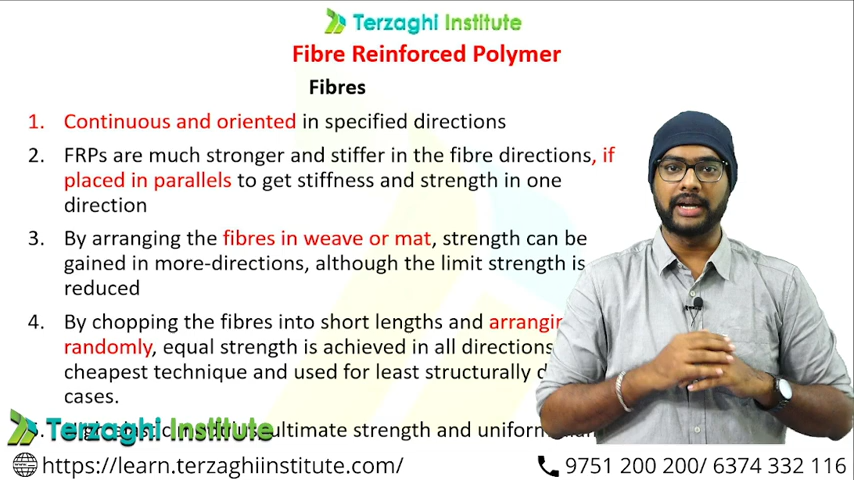 Terzaghi Institute
Fibre Reinforced Polymer
Fibres
1. Continuous and oriented in specified directions
2. FRPs are much stronger and stiffer in the fibre directions, if
placed in parallels to get stiffness and strength in one
direction
3. By arranging the fibres in weave or mat, strength can be
gained in more-directions, although the limit strength is
reduced
4. By chopping the fibres into short lengths and
randomly, equal strength is achieved in all directions
cheapest technique and used for least structurally
cases.
ultimate strength and
Terzaghi Institute
https://learn.terzaghiinstitute.com/
9751 200 200/ 6374 332 116